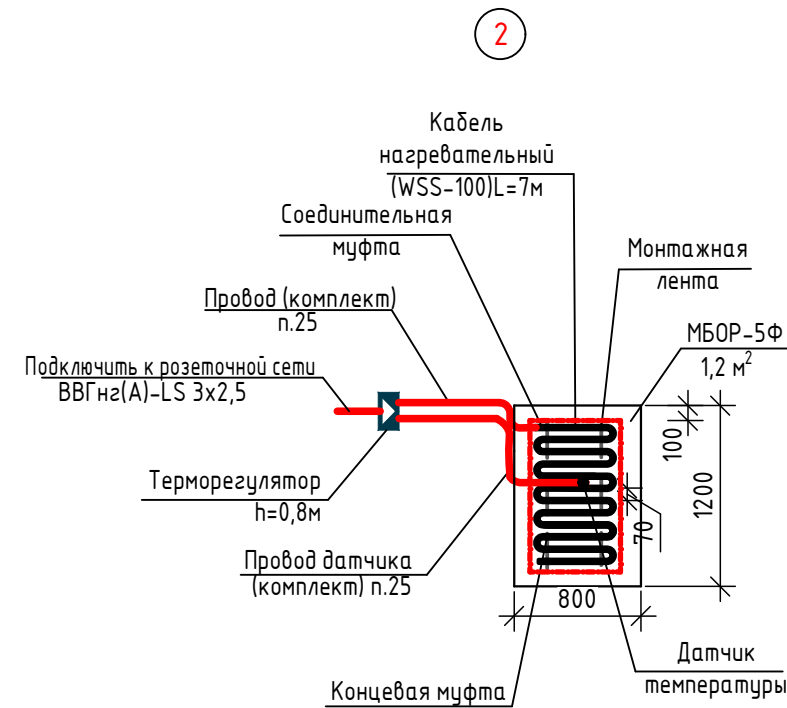 2
Кабель
нагревательный
(WSS-100)L=7м
Соединительная
муфта
Монтажная
лента
Провод (комплект)
п.25
МБОР-5Ф
1,2 м²
Подключить к розеточной сети
ВВГнг(А)-LS 3х2,5
100
1200
70
Терморегулятор
h=0,8м
Провод датчика
(комплект) п.25
800
Датчик
температуры
Концевая муфта